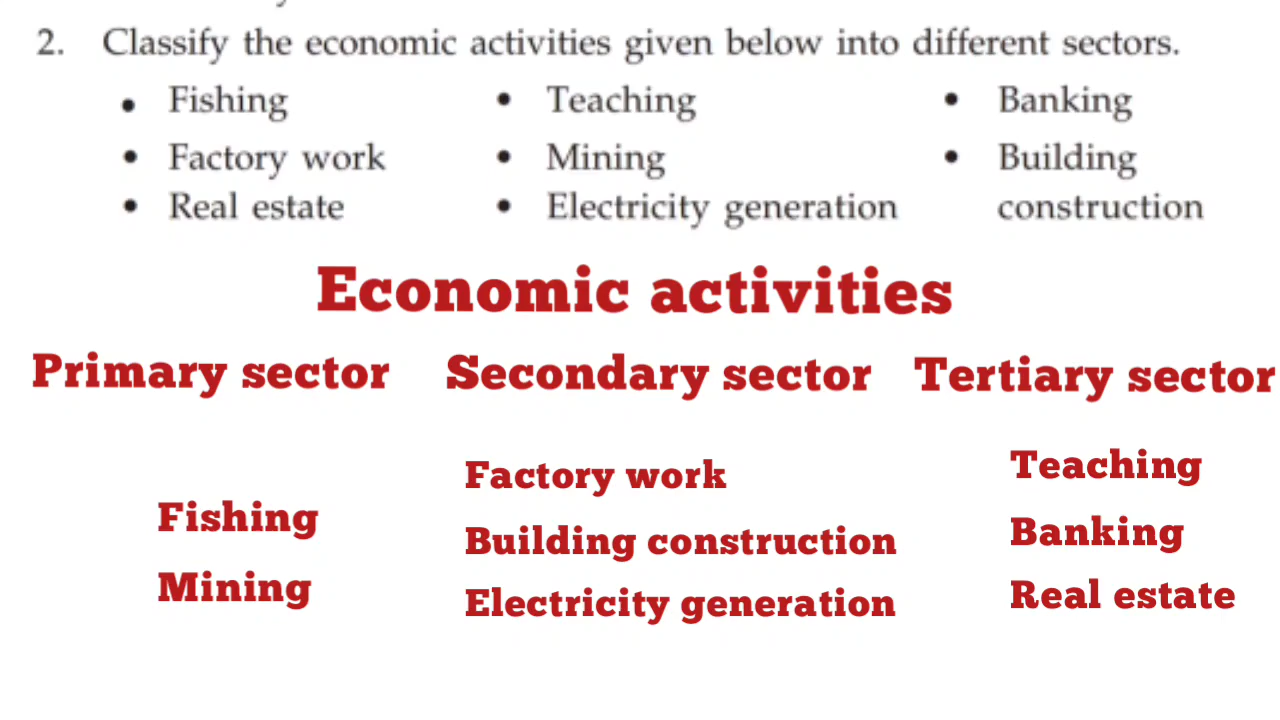 2. Classify the economic activities given below into different sectors.
• Fishing • Teaching • Banking
• Factory work • Mining • Building
• Real estate • Electricity generation construction
Economic activities
Primary sector Secondary sector Tertiary sector
Factory work Teaching
Fishing Building construction Banking
Mining Electricity generation Real estate